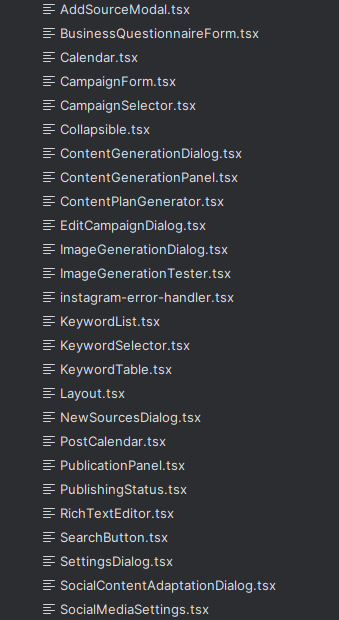 AddSourceModal.tsx
BusinessQuestionnaireForm.tsx
Calendar.tsx
CampaignForm.tsx
CampaignSelector.tsx
Collapsible.tsx
ContentGenerationDialog.tsx
ContentGenerationPanel.tsx
ContentPlanGenerator.tsx
EditCampaignDialog.tsx
ImageGenerationDialog.tsx
ImageGenerationTester.tsx
instagram-error-handler.tsx
KeywordList.tsx
KeywordSelector.tsx
KeywordTable.tsx
Layout.tsx
NewSourcesDialog.tsx
PostCalendar.tsx
PublicationPanel.tsx
PublishingStatus.tsx
RichTextEditor.tsx
SearchButton.tsx
SettingsDialog.tsx
SocialContentAdaptationDialog.tsx
SocialMediaSettings.tsx